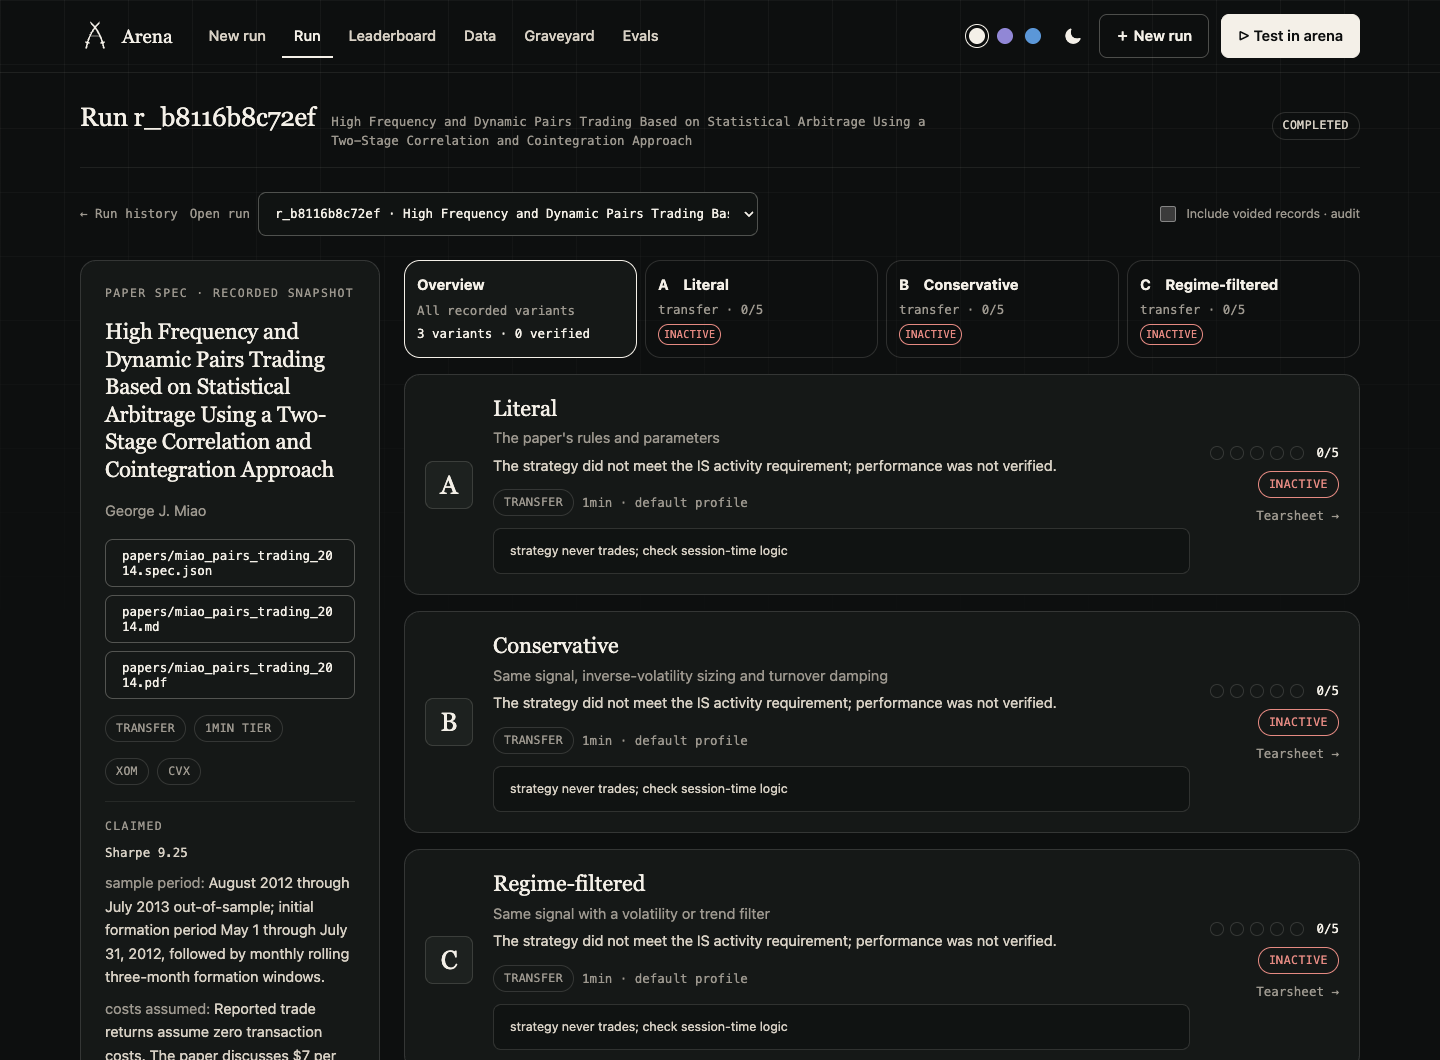 Arena
New run
Run
Leaderboard
Data
Graveyard
Evals
+ New run
Test in arena
Run r_b8116b8c72ef
High Frequency and Dynamic Pairs Trading Based on Statistical Arbitrage Using a
Two-Stage Correlation and Cointegration Approach
COMPLETED
← Run history
Open run
r_b8116b8c72ef · High Frequency and Dynamic Pairs Trading Bas
Include voided records · audit
PAPER SPEC · RECORDED SNAPSHOT
High Frequency and
Dynamic Pairs Trading
Based on Statistical
Arbitrage Using a Two-
Stage Correlation and
Cointegration Approach
George J. Miao
papers/miao_pairs_trading_20
14.spec.json
papers/miao_pairs_trading_20
14.md
papers/miao_pairs_trading_20
14.pdf
TRANSFER
1MIN TIER
XOM
CVX
CLAIMED
Sharpe 9.25
sample period: August 2012 through
July 2013 out-of-sample; initial
formation period May 1 through July
31, 2012, followed by monthly rolling
three-month formation windows.
costs assumed: Reported trade
returns assume zero transaction
costs. The paper discusses $7 per
Overview
All recorded variants
3 variants · 0 verified
A Literal
transfer · 0/5
INACTIVE
B Conservative
transfer · 0/5
INACTIVE
C Regime-filtered
transfer · 0/5
INACTIVE
A
Literal
The paper's rules and parameters
The strategy did not meet the IS activity requirement; performance was not verified.
TRANSFER 1min · default profile
strategy never trades; check session-time logic
0/5
INACTIVE
Tearsheet →
B
Conservative
Same signal, inverse-volatility sizing and turnover damping
The strategy did not meet the IS activity requirement; performance was not verified.
TRANSFER 1min · default profile
strategy never trades; check session-time logic
0/5
INACTIVE
Tearsheet →
C
Regime-filtered
Same signal with a volatility or trend filter
The strategy did not meet the IS activity requirement; performance was not verified.
TRANSFER 1min · default profile
strategy never trades; check session-time logic
0/5
INACTIVE
Tearsheet →